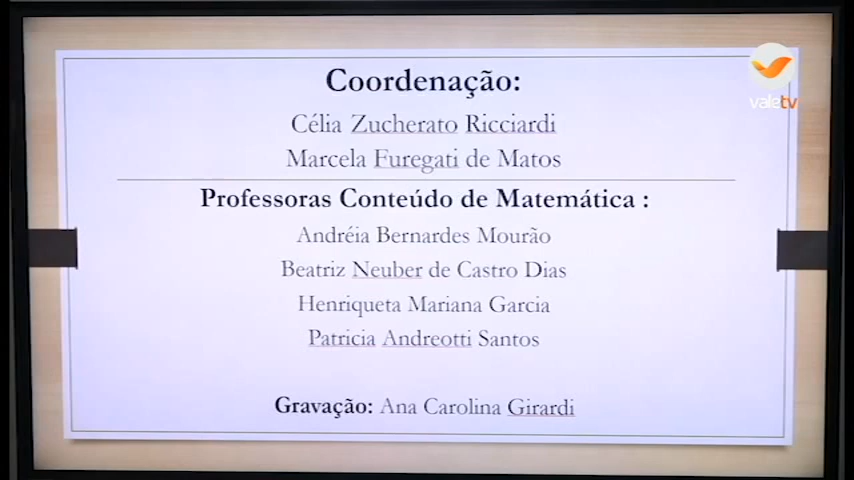 Coordenação:
Célia Zucherato Ricciardi
Marcela Furegati de Matos
Professoras Conteúdo de Matemática :
Andréia Bernardes Mourão
Beatriz Neuber de Castro Dias
Henriqueta Mariana Garcia
Patricia Andreotti Santos
Gravação: Ana Carolina Girardi
valetv